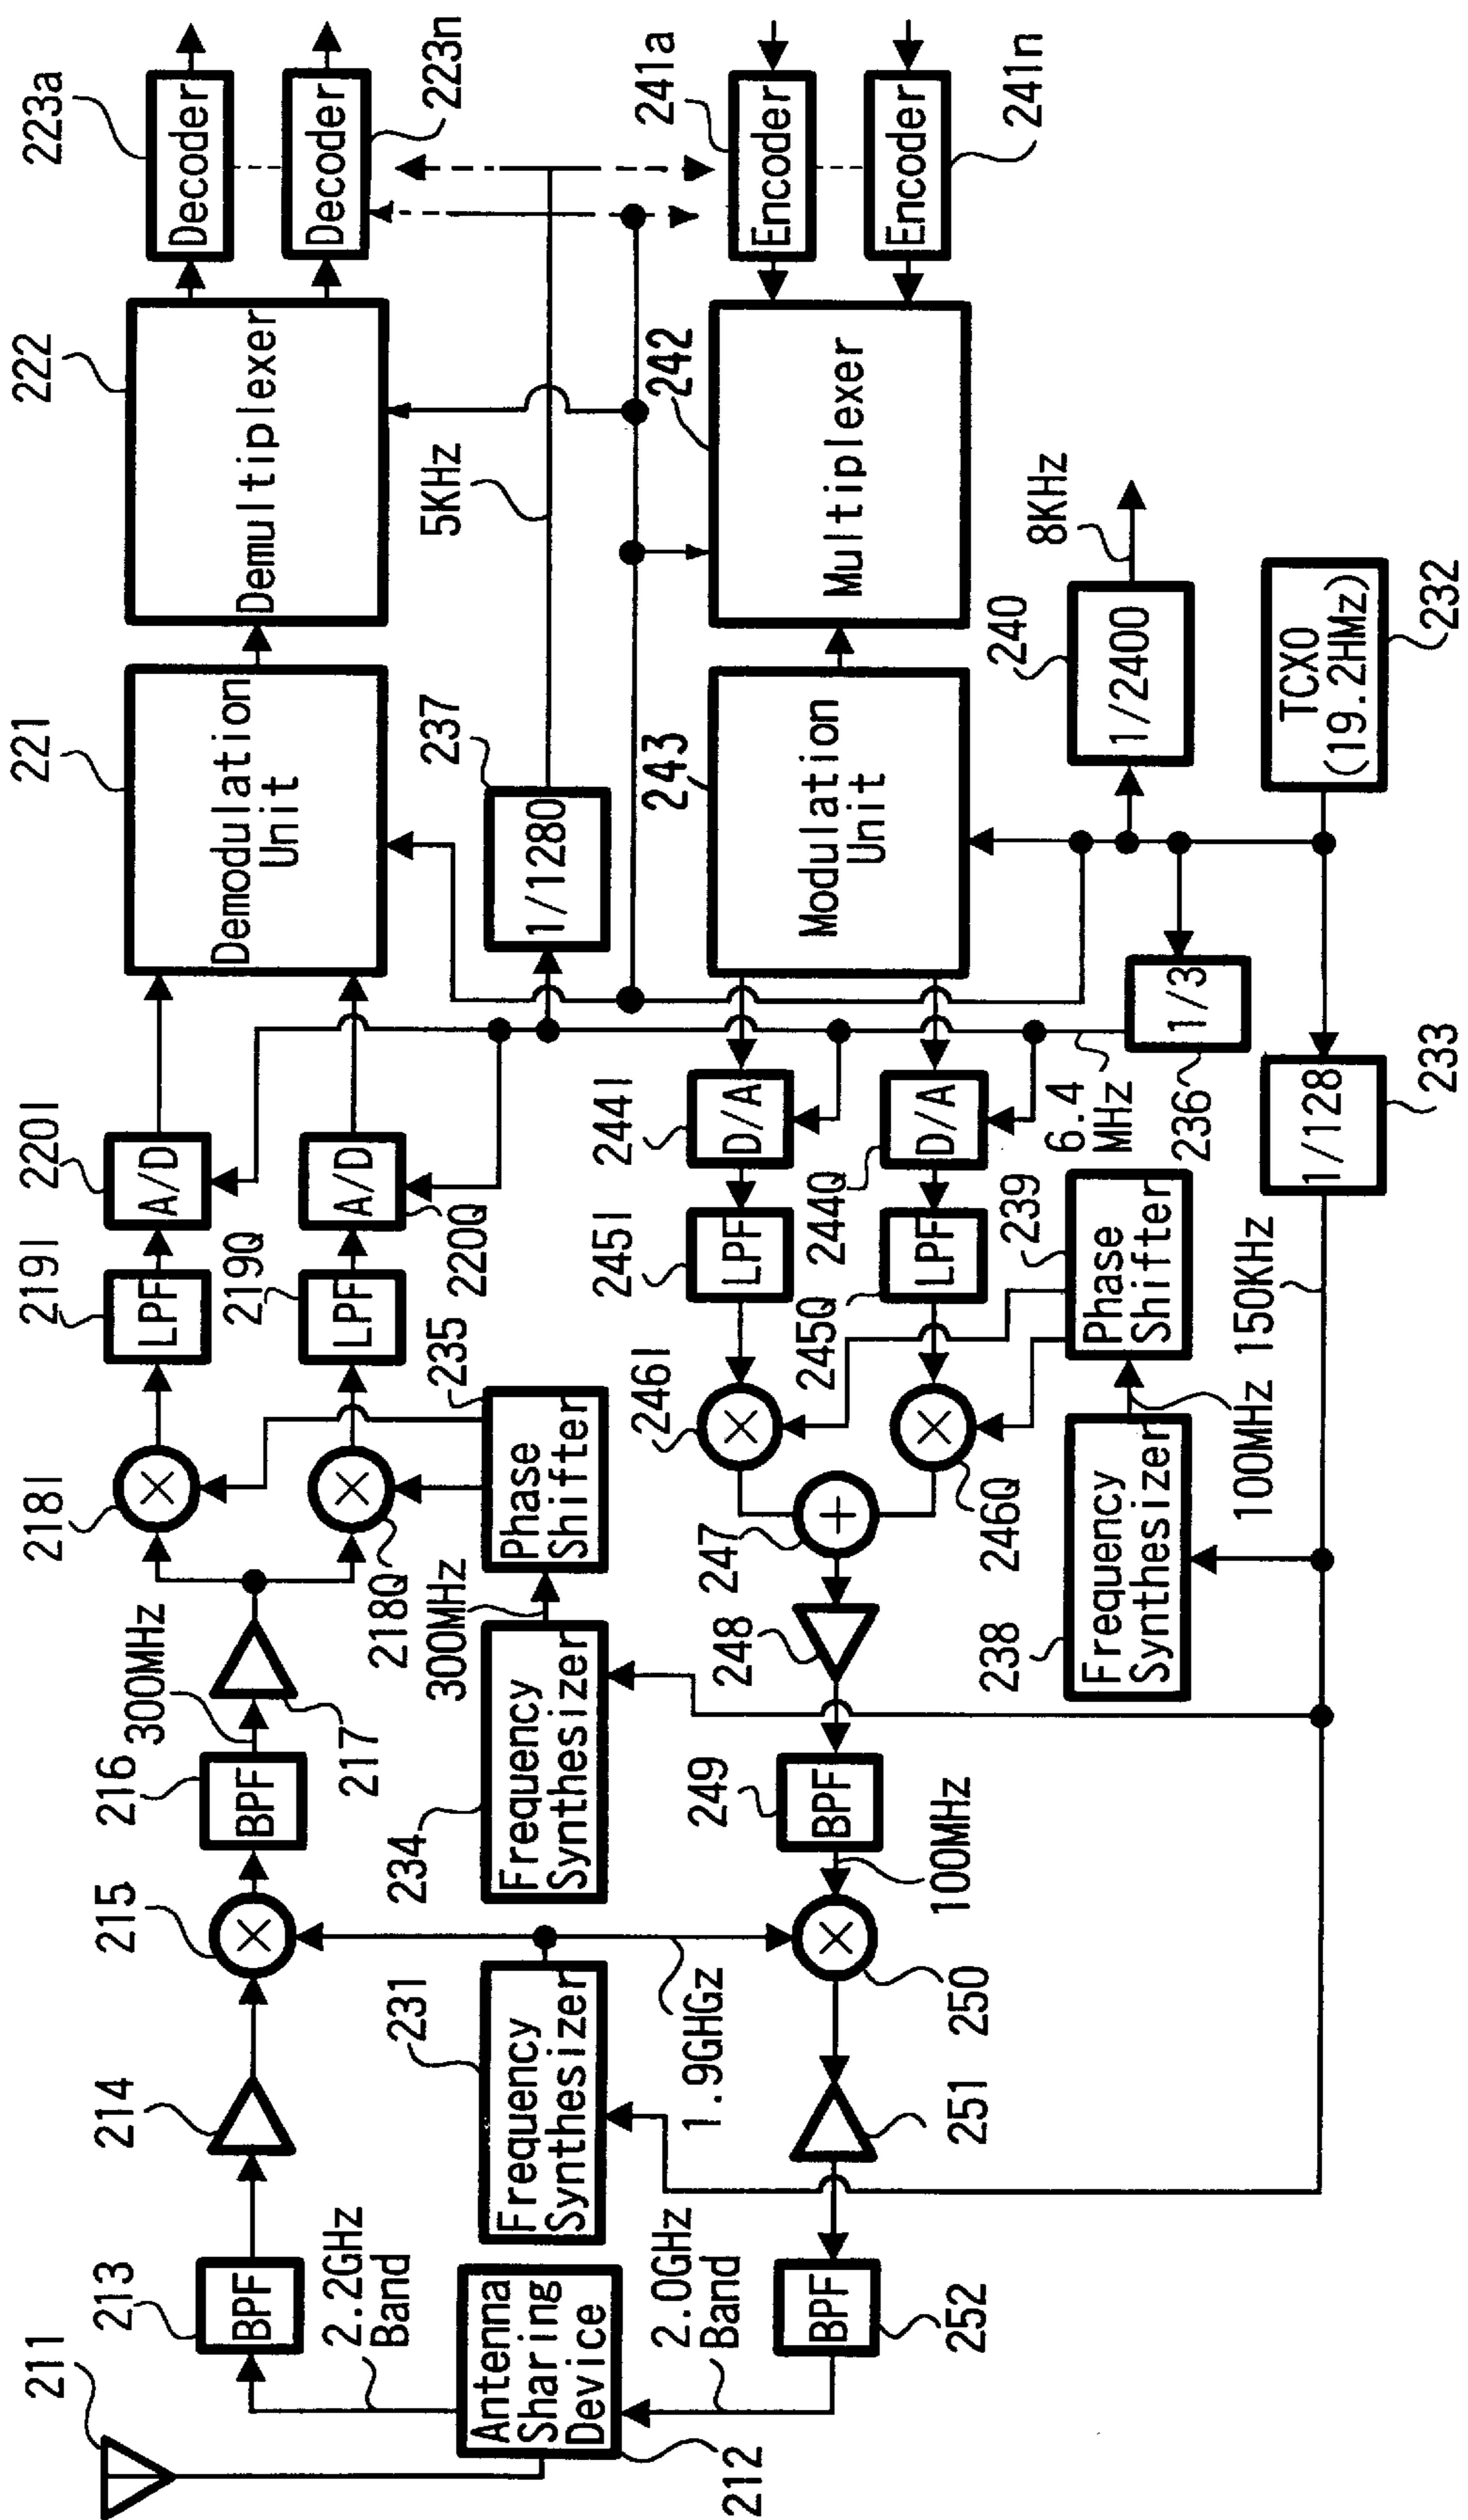 211
213
BPF
2.2GHz
Band
Antenna
Sharing
Device
212
214
215
216
BPF
300MHz
217
218I
218Q
219I
LPF
219Q
LPF
220I
A/D
A/D
220Q
221
Demodulation
Unit
222
Demultiplexer
223a
Decoder
Decoder
223n
231
Frequency
Synthesizer
1.9GHGz
234
Frequency
Synthesizer
300MHz
235
Phase
Shifter
237
1/1280
5KHz
2.0GHz
Band
BPF
252
251
250
249
BPF
100MHz
248
247
246I
246Q
245I
LPF
245Q
LPF
244I
D/A
244Q
D/A
243
Modulation
Unit
242
Multiplexer
241a
Encoder
Encoder
241n
238
Frequency
Synthesizer
100MHz
239
Phase
Shifter
6.4
MHz
236
1/3
240
1/2400
8KHz
150KHz
1/128
233
TCXO
(19.2HMz)
232